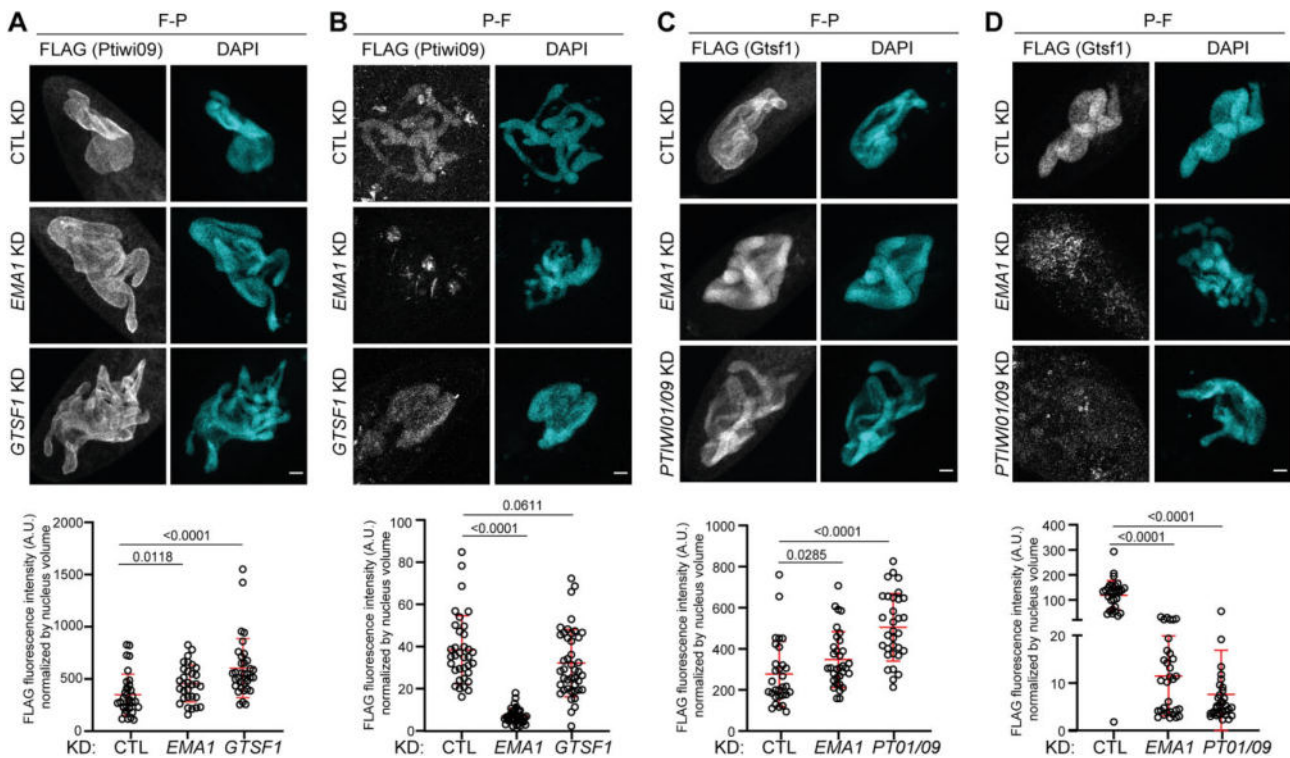 A
F-P
FLAG (Ptiwi09) DAPI
CTL KD
EMA1 KD
GTSF1 KD
FLAG fluorescence intensity (A.U.)
normalized by nucleus volume
2000
1500
1000
500
0
<0.0001
0.0118
KD: CTL EMA1 GTSF1
B
P-F
FLAG (Ptiwi09) DAPI
CTL KD
EMA1 KD
GTSF1 KD
FLAG fluorescence intensity (A.U.)
normalized by nucleus volume
100
80
60
40
20
0
0.0611
<0.0001
KD: CTL EMA1 GTSF1
C
F-P
FLAG (Gtsf1) DAPI
CTL KD
EMA1 KD
PTIWI01/09 KD
FLAG fluorescence intensity (A.U.)
normalized by nucleus volume
1000
800
600
400
200
0
<0.0001
0.0285
KD: CTL EMA1 PT01/09
D
P-F
FLAG (Gtsf1) DAPI
CTL KD
EMA1 KD
PTIWI01/09 KD
FLAG fluorescence intensity (A.U.)
normalized by nucleus volume
400
300
200
100
20
10
0
<0.0001
<0.0001
KD: CTL EMA1 PT01/09